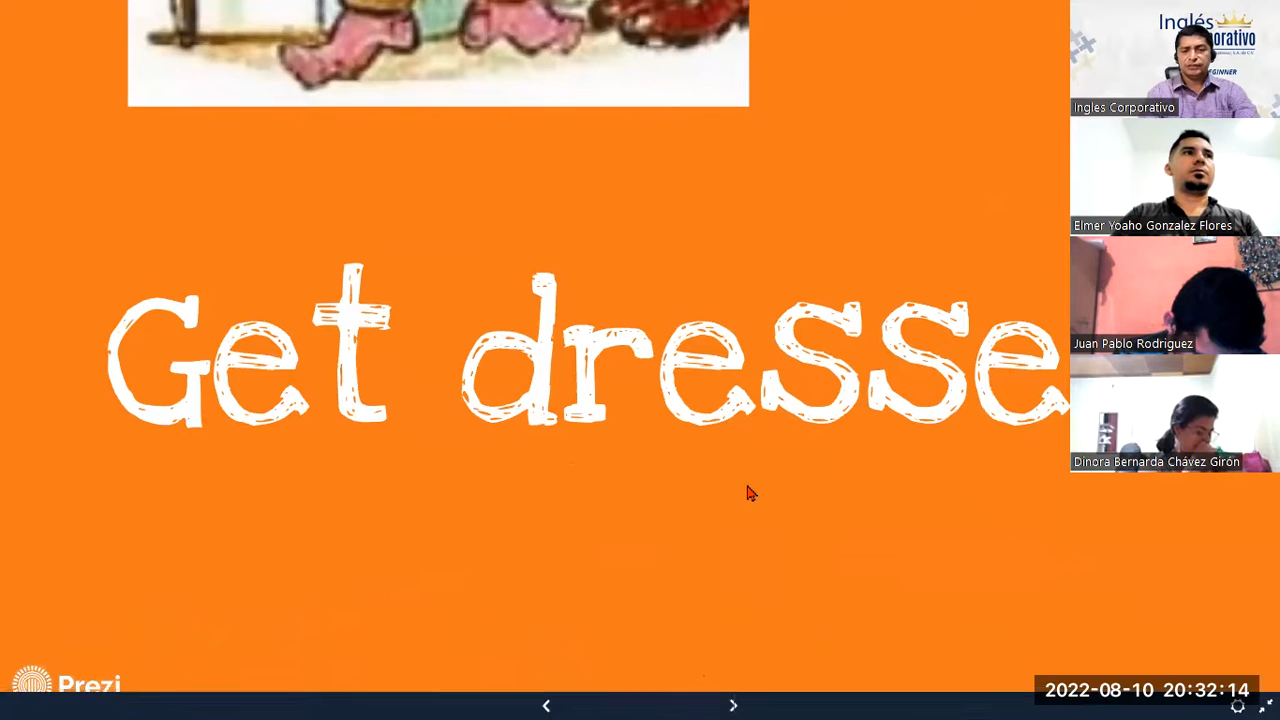 Inglés
orativo
EGINNER
Ingles Corporativo
Elmer Yoaho Gonzalez Flores
Juan Pablo Rodriguez
Dinora Bernarda Chávez Girón
Get dresse
Prezi
2022-08-10 20:32:14